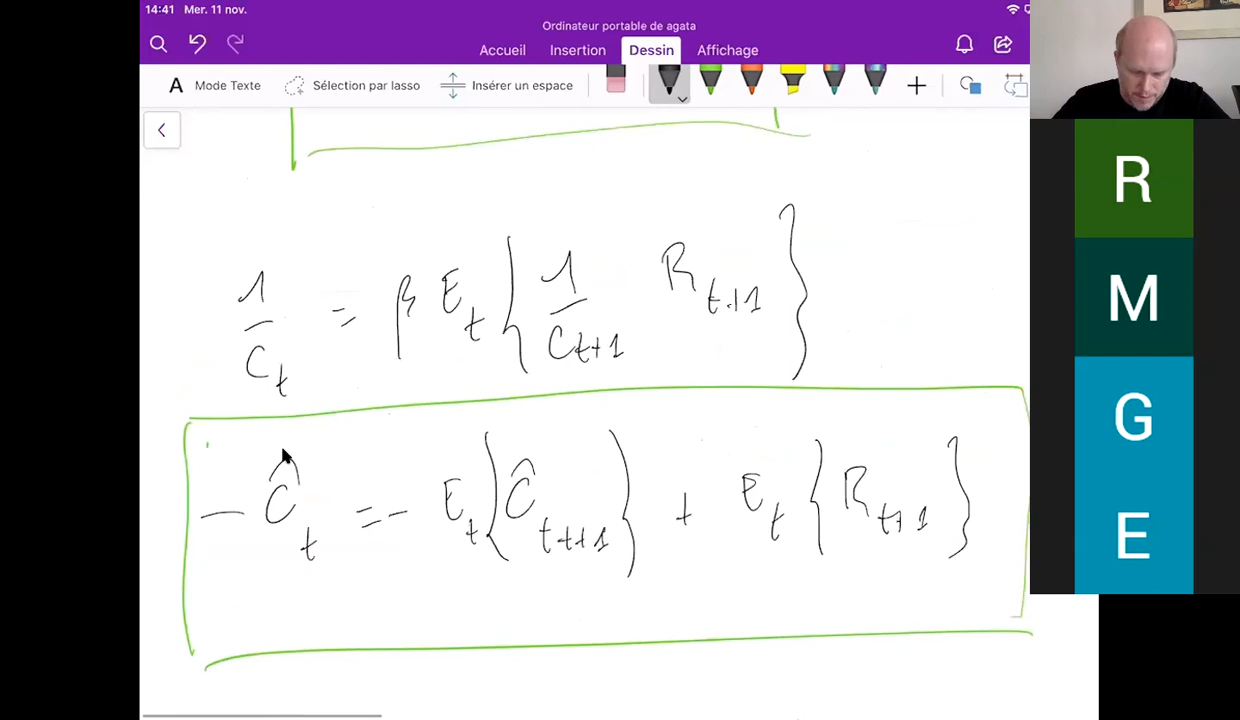 14:41 Mer. 11 nov.
Ordinateur portable de agata
Accueil Insertion Dessin Affichage
A Mode Texte Sélection par lasso Insérer un espace
1/C_t = β E_t { 1/C_{t+1} R_{t+1} }
- Ĉ_t = - E_t { Ĉ_{t+1} } + E_t { R_{t+1} }
R
M
G
E